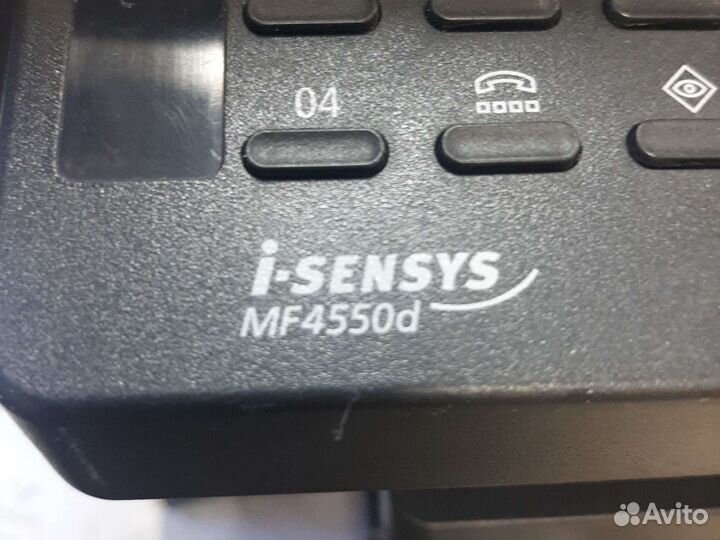 04
i-SENSYS
MF4550d
Avito